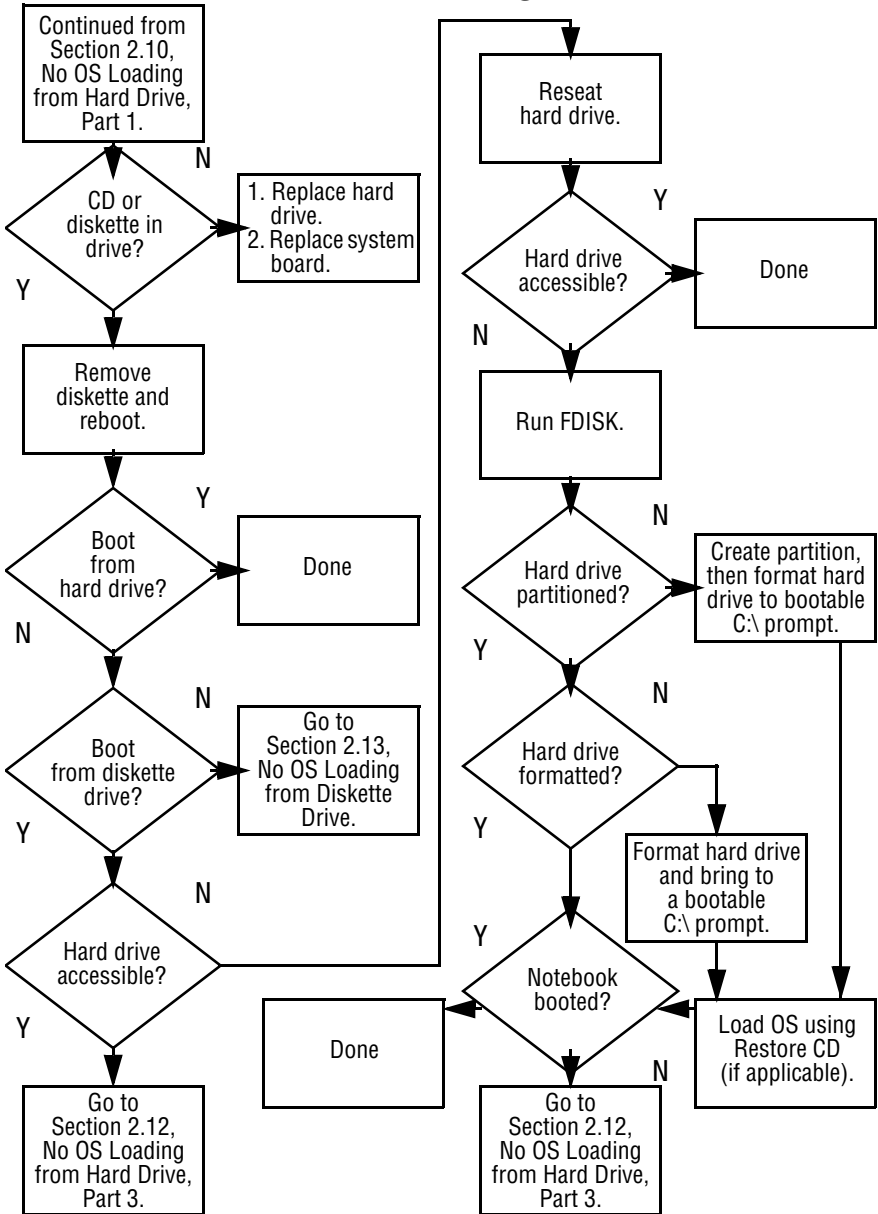 Continued from
Section 2.10,
No OS Loading
from Hard Drive,
Part 1.
N
CD or
diskette in
drive?
1. Replace hard
drive.
2. Replace system
board.
Y
Remove
diskette and
reboot.
Y
Boot
from
hard drive?
Done
N
N
Boot
from diskette
drive?
Go to
Section 2.13,
No OS Loading
from Diskette
Drive.
Y
N
Hard drive
accessible?
Y
Go to
Section 2.12,
No OS Loading
from Hard Drive,
Part 3.
Reseat
hard drive.
Y
Hard drive
accessible?
Done
N
Run FDISK.
N
Hard drive
partitioned?
Create partition,
then format hard
drive to bootable
C:\ prompt.
Y
N
Hard drive
formatted?
Y
Format hard drive
and bring to
a bootable
C:\ prompt.
Y
Notebook
booted?
Done
Load OS using
Restore CD
(if applicable).
N
Go to
Section 2.12,
No OS Loading
from Hard Drive,
Part 3.